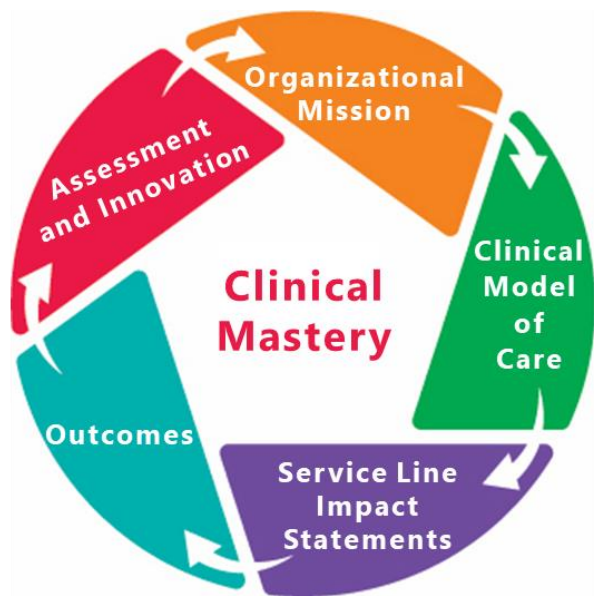 Organizational
Mission
Clinical
Model
of
Care
Service Line
Impact
Statements
Outcomes
Assessment
and Innovation
Clinical
Mastery